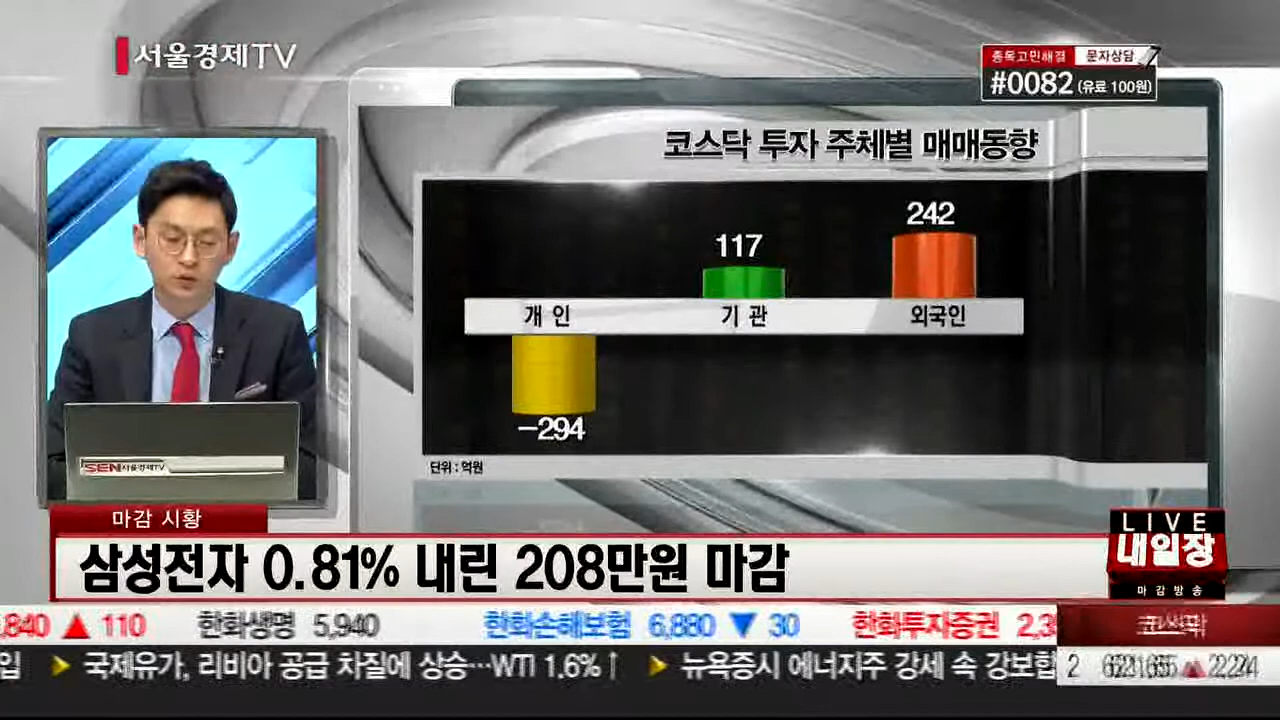 서울경제TV
종목고민해결 문자상담
#0082 (유료 100원)
코스닥 투자 주체별 매매동향
242
117
개 인 기 관 외국인
-294
단위 : 억원
SEN 서울경제TV
마감 시황
삼성전자 0.81% 내린 208만원 마감
LIVE
내일장
마감방송
,840 ▲ 110 한화생명 5,940 한화손해보험 6,880 ▼ 30 한화투자증권 2,3
입 ▶ 국제유가, 리비아 공급 차질에 상승…WTI 1.6%↑ ▶ 뉴욕증시 에너지주 강세 속 강보합